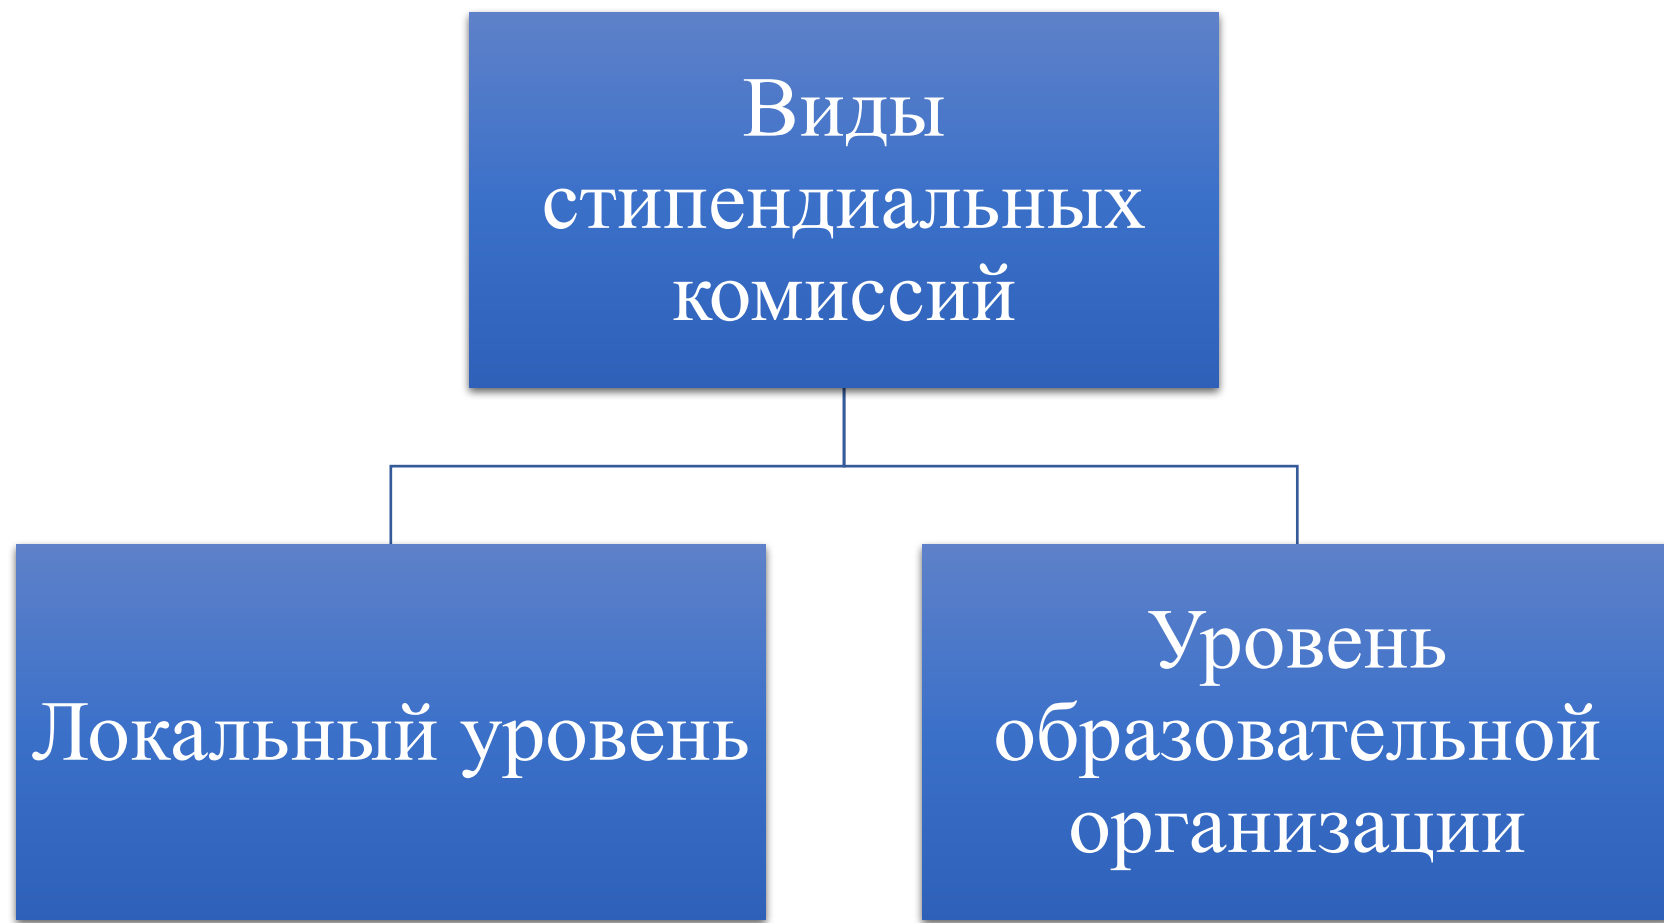 Виды
стипендиальных
комиссий
Локальный уровень
Уровень
образовательной
организации